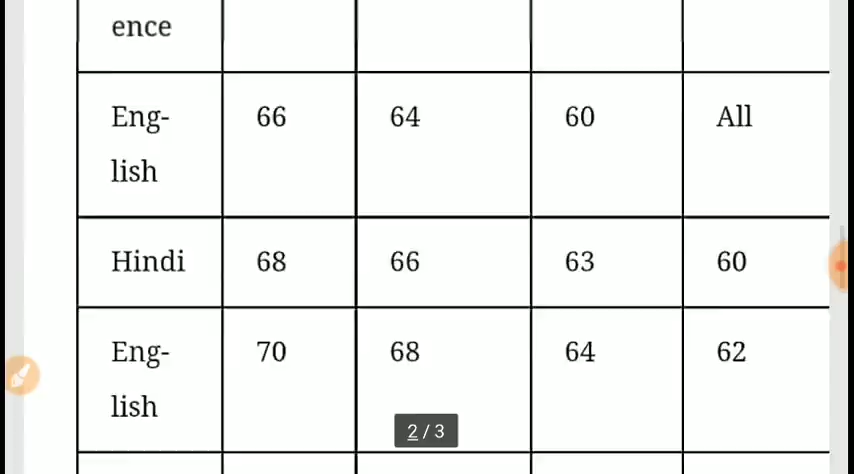 ence
Eng- 66 64 60 All
lish
Hindi 68 66 63 60
Eng- 70 68 64 62
lish
2 / 3